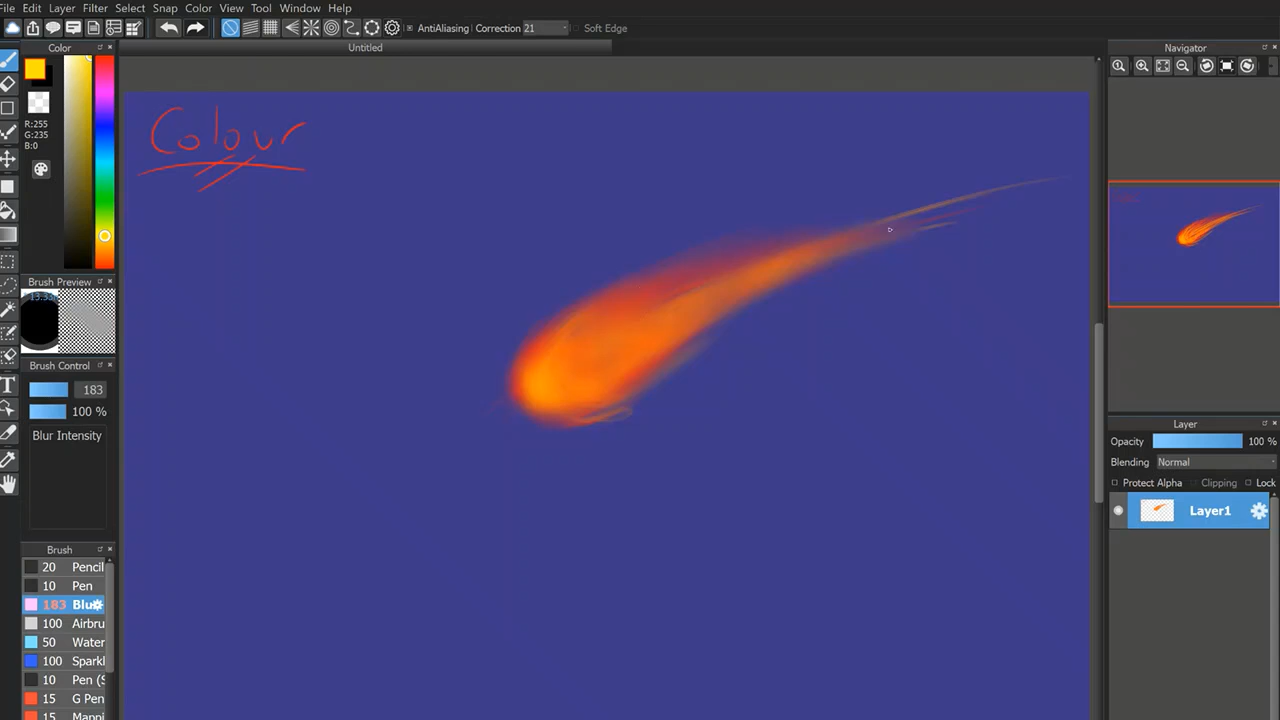 File Edit Layer Filter Select Snap Color View Tool Window Help
AntiAliasing Correction 21 Soft Edge
Color
Untitled
Navigator
Colour
R:255
G:235
B:0
Brush Preview
Brush Control
183
100 %
Blur Intensity
Brush
20 Pencil
10 Pen
183 Blu
100 Airbru
50 Water
100 Sparkl
10 Pen (S
15 G Pen
15 Mappi
Layer
Opacity 100 %
Blending Normal
Protect Alpha Clipping Lock
Layer1